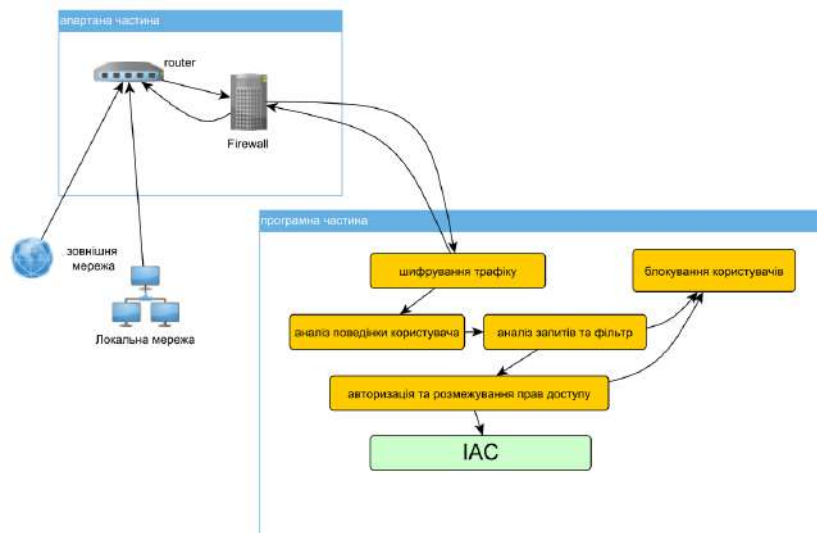 апартана частина
router
Firewall
зовнішня
мережа
Локальна мережа
програмна частина
шифрування трафіку
блокування користувачів
аналіз поведінки користувача
аналіз запитів та фільтр
авторизація та розмежування прав доступу
ІАС